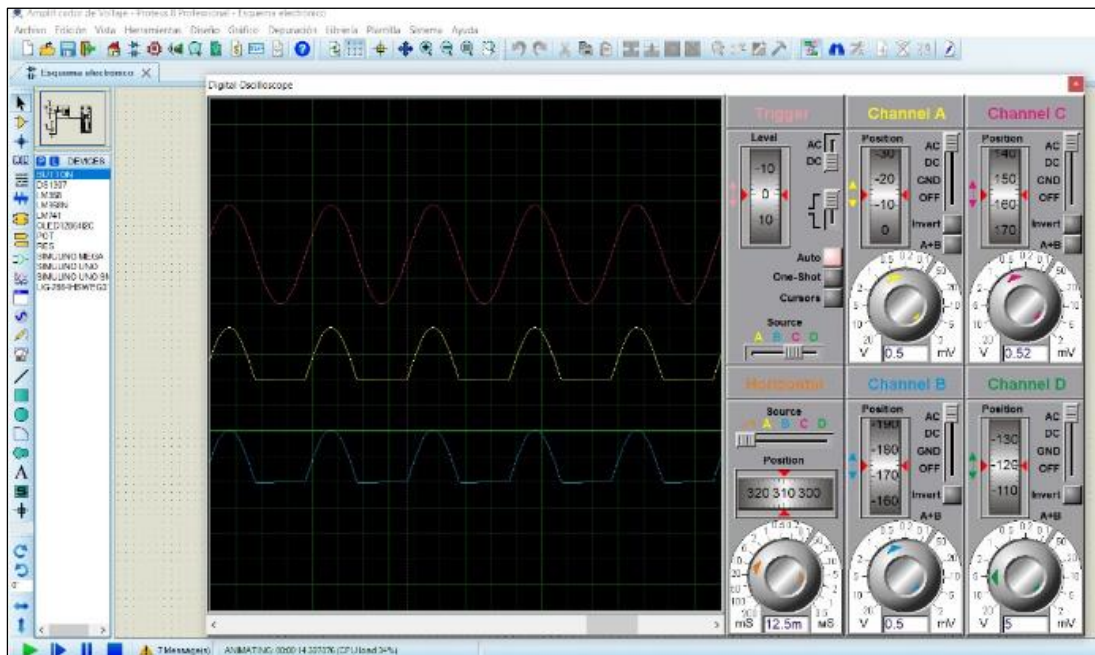 Amplificador de Voltaje - Proteus 8 Professional - Esquema electronico
Archivo Edición Vista Herramientas Diseño Gráfico Depuración Librería Plantilla Sistema Ayuda
Esquema electronico
Digital Oscilloscope
P L DEVICES
BUTTON
DS1307
LM358
LM358N
LM741
OLED12864I2C
POT
RES
SIMULINO MEGA
SIMULINO UNO
Trigger
Level
AC
DC
-10
0
10
Auto
One-Shot
Cursors
Source
A B C D
Channel A
Position
AC
DC
GND
OFF
Invert
A+B
-30
-20
-10
0
V 0.5 mV
Channel C
Position
AC
DC
GND
OFF
Invert
140
150
160
170
V 0.52 mV
Horizontal
Source
A B C D
Position
320 310 300
mS 12.5m µS
Channel B
Position
AC
DC
GND
OFF
Invert
-190
-180
-170
-160
V 0.5 mV
Channel D
Position
AC
DC
GND
OFF
Invert
A+B
-130
-120
-110
V 5 mV
7 Message(s)